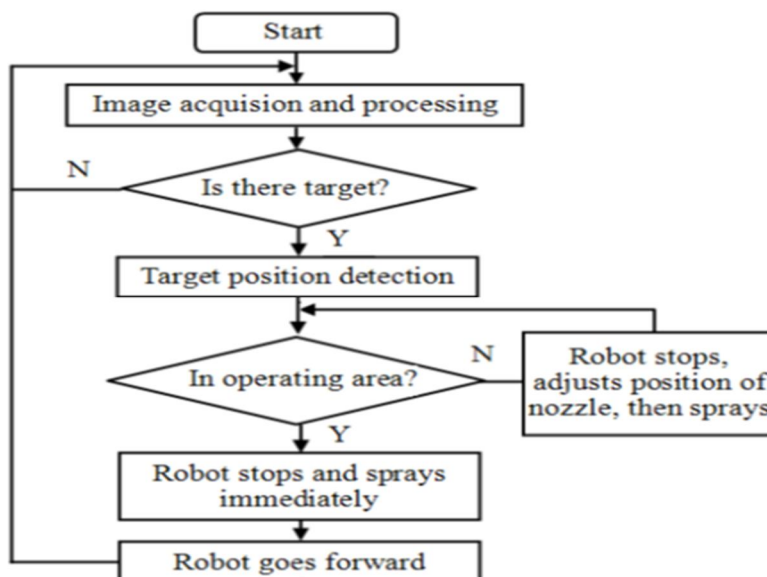 Start
Image acquision and processing
N
Is there target?
Y
Target position detection
In operating area?
N
Robot stops,
adjusts position of
nozzle, then sprays
Y
Robot stops and sprays
immediately
Robot goes forward